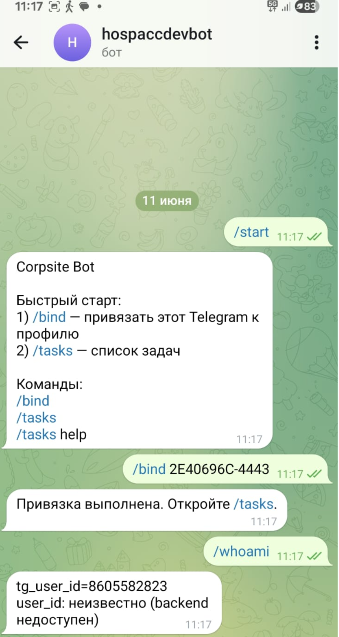 11:17
5G
83
hospaccdevbot
H
бот
11 июня
/start 11:17
Corpsite Bot
Быстрый старт:
1) /bind — привязать этот Telegram к
профилю
2) /tasks — список задач
Команды:
/bind
/tasks
/tasks help
11:17
/bind 2E40696C-4443 11:17
Привязка выполнена. Откройте /tasks.
11:17
/whoami 11:17
tg_user_id=8605582823
user_id: неизвестно (backend
недоступен)
11:17